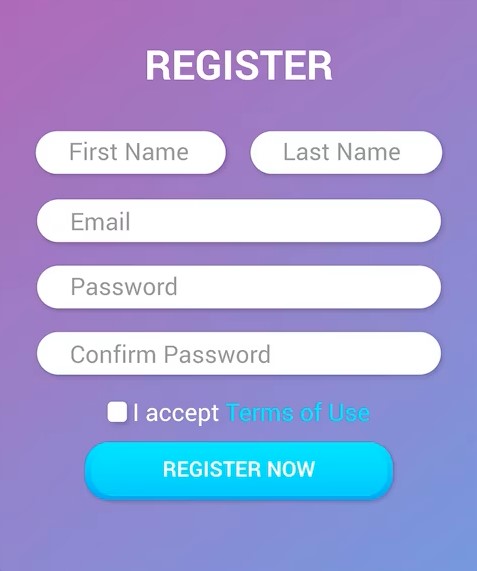 REGISTER
First Name Last Name
Email
Password
Confirm Password
I accept Terms of Use
REGISTER NOW